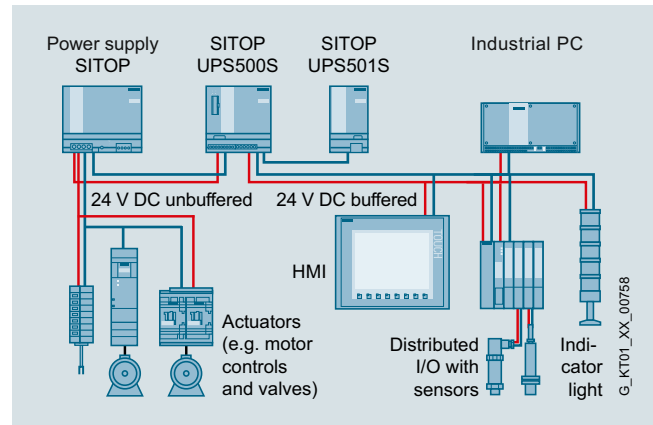 Power supply
SITOP
SITOP
UPS500S
SITOP
UPS501S
Industrial PC
24 V DC unbuffered
24 V DC buffered
HMI
Actuators
(e.g. motor
controls
and valves)
Distributed
I/O with
sensors
Indi-
cator
light
G_KT01_XX_00758